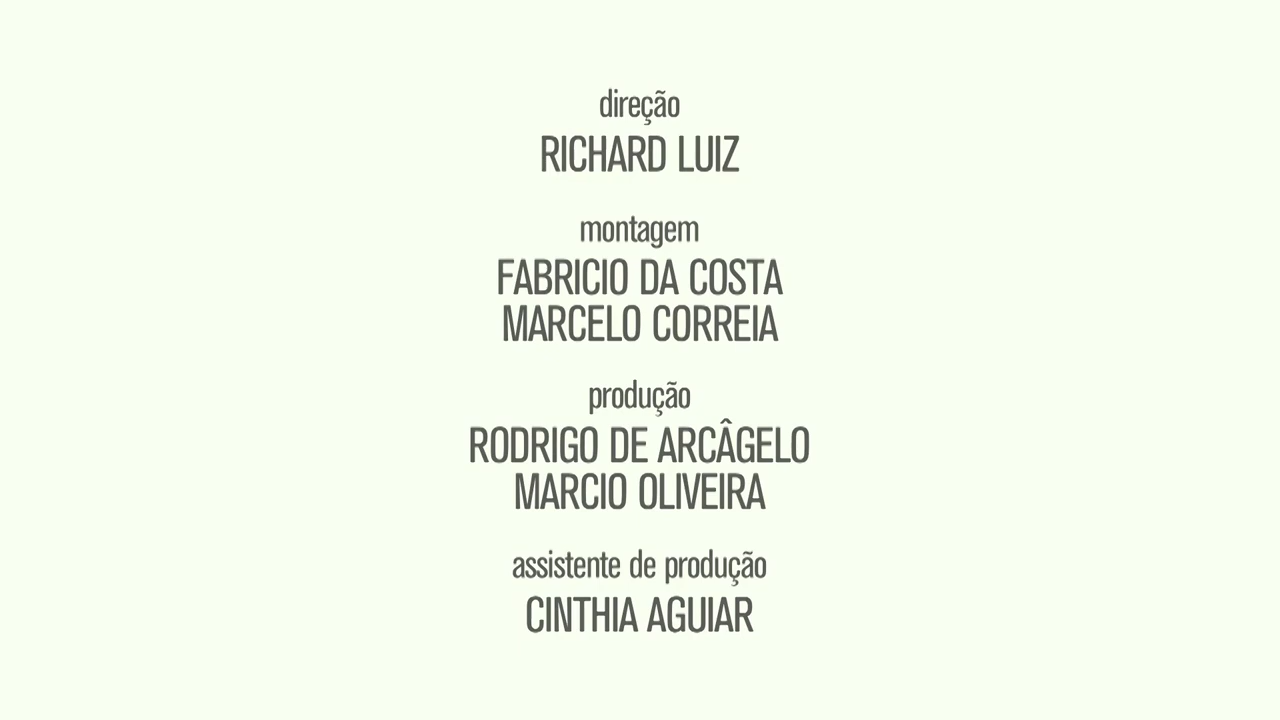 direção
RICHARD LUIZ
montagem
FABRICIO DA COSTA
MARCELO CORREIA
produção
RODRIGO DE ARCÂGELO
MARCIO OLIVEIRA
assistente de produção
CINTHIA AGUIAR